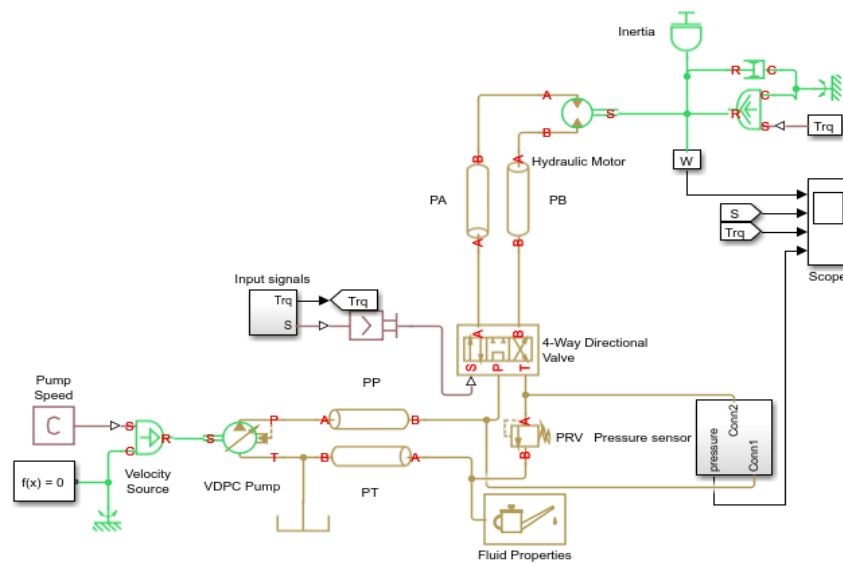 Inertia
R
C
A
C
S
R
S
Trq
B
Hydraulic Motor
W
B
A
PA
PB
S
Trq
A
B
Scope
Input signals
Trq
Trq
S
A
B
4-Way Directional
Valve
S
P
T
Pump
Speed
PP
C
S
R
S
P
A
B
A
PRV
Pressure sensor
Conn2
pressure
Conn1
C
T
B
A
B
f(x) = 0
Velocity
Source
VDPC Pump
PT
Fluid Properties